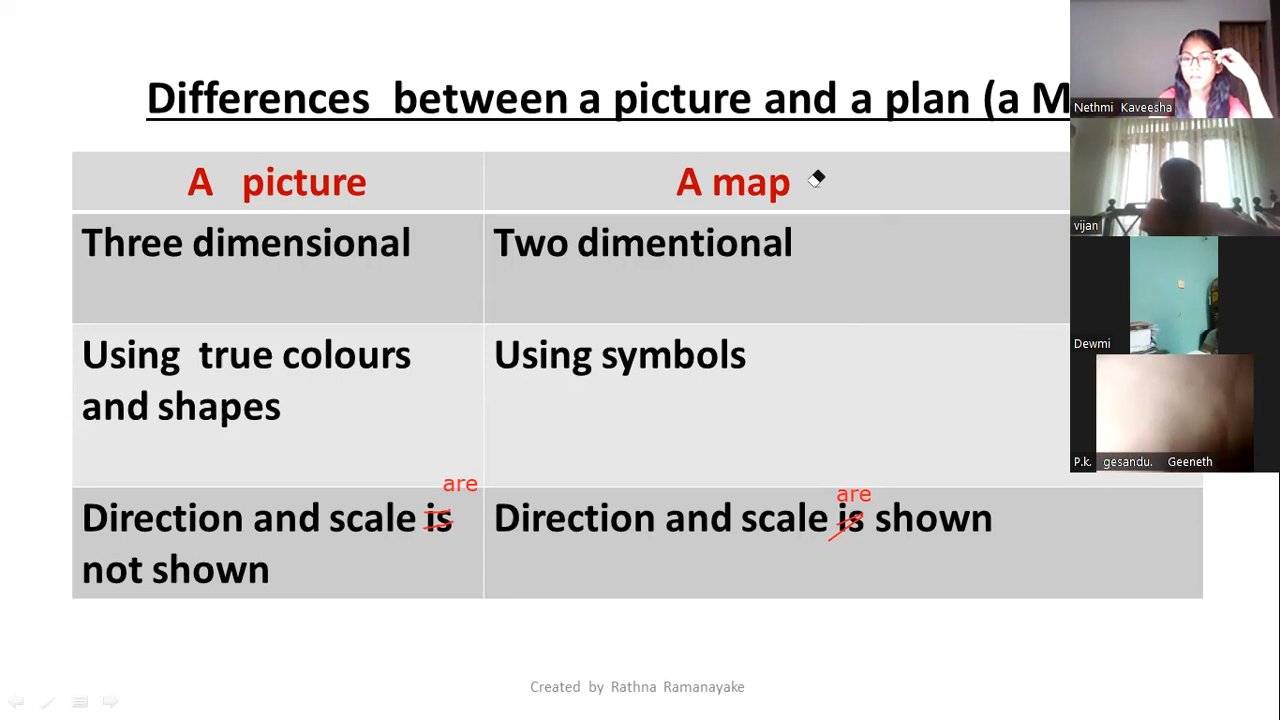 Differences between a picture and a plan (a M
A picture
A map
Three dimensional
Two dimentional
Using true colours
and shapes
Using symbols
are
Direction and scale is
not shown
are
Direction and scale is shown
Created by Rathna Ramanayake
Nethmi Kaveesha
vijan
Dewmi
P.k. gesandu. Geeneth